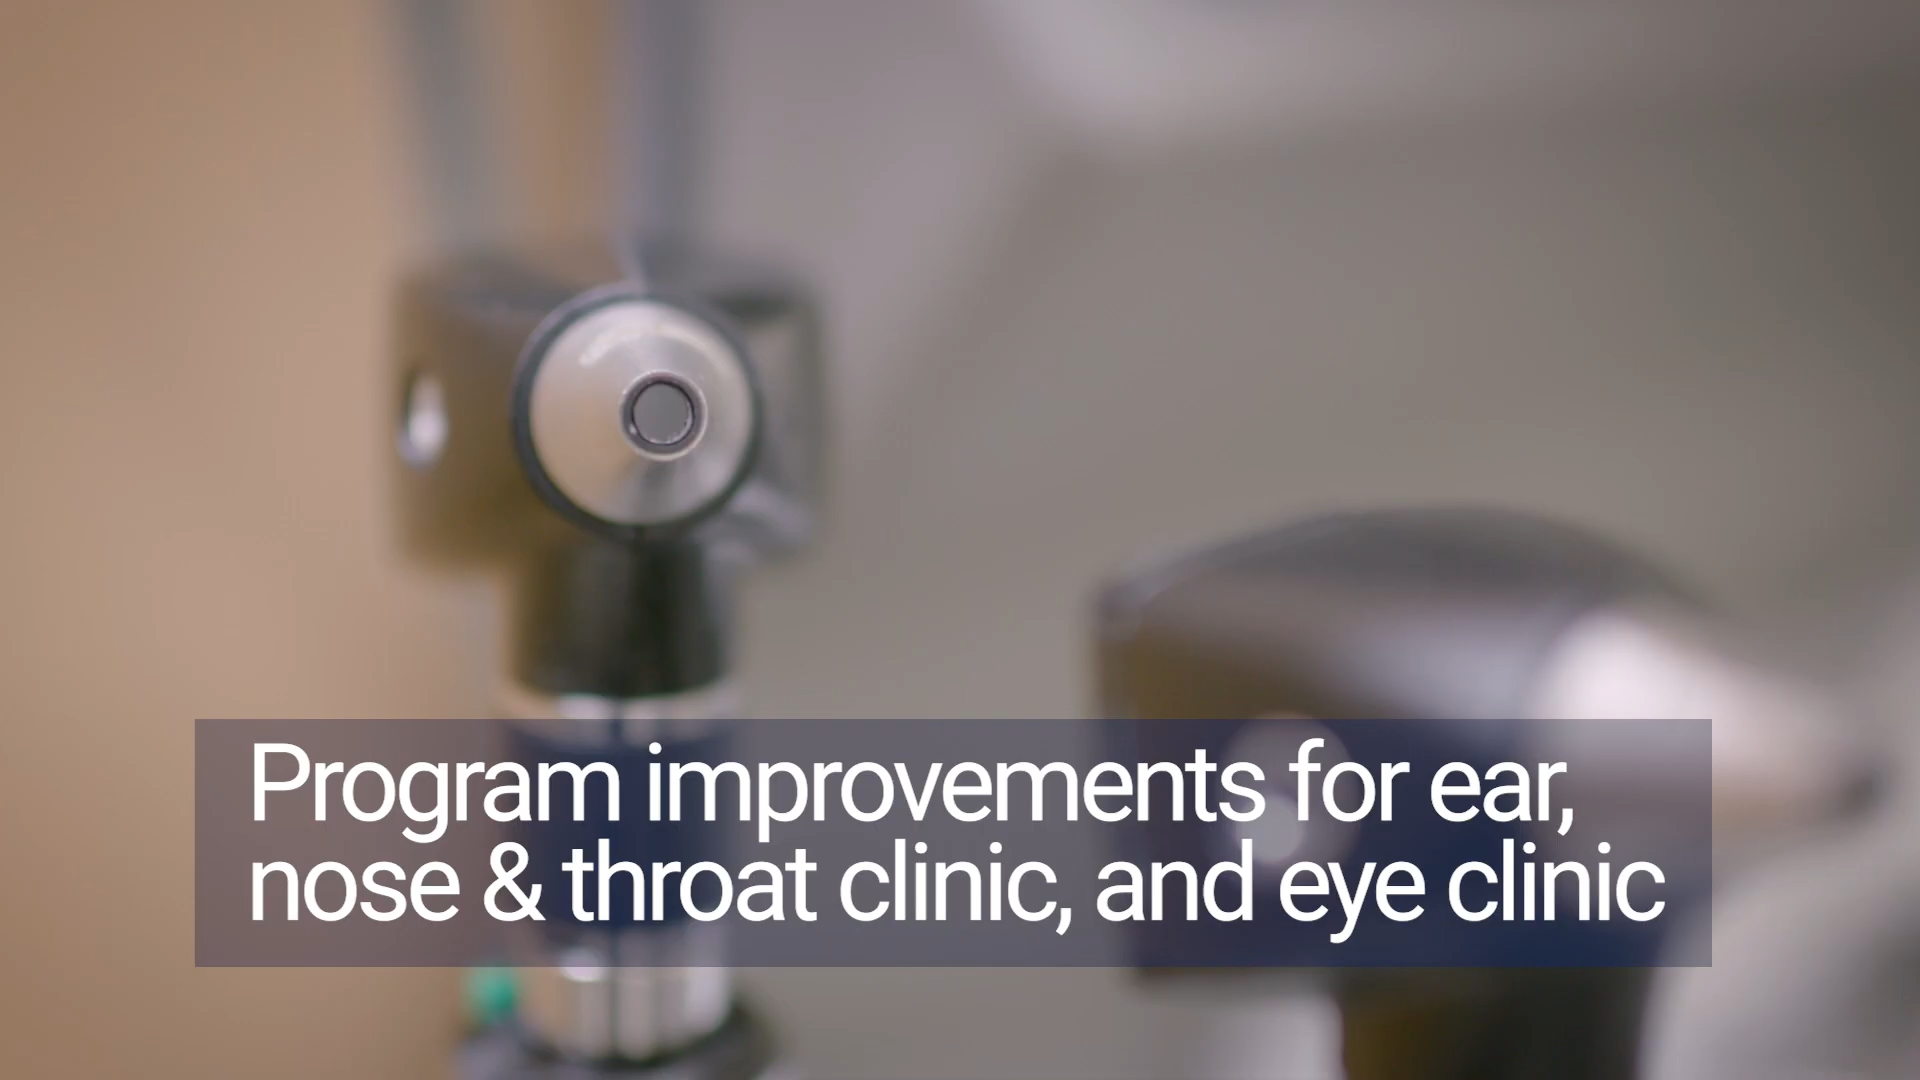 Program improvements for ear,
nose & throat clinic, and eye clinic